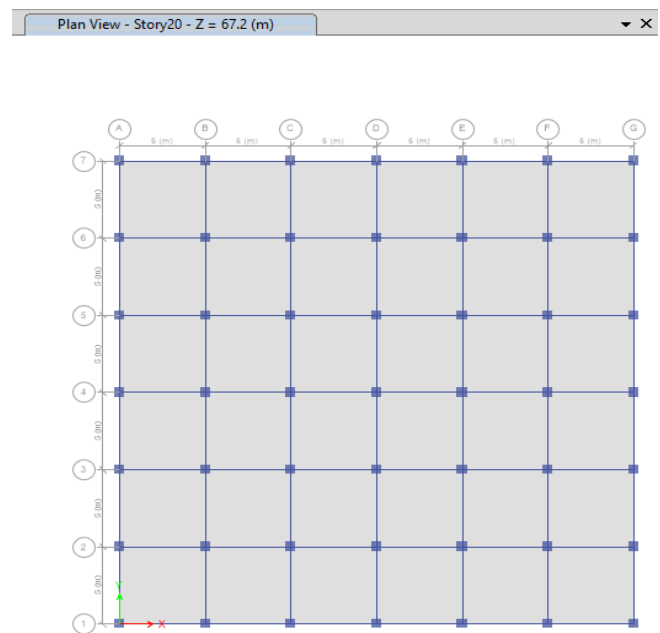 Plan View - Story20 - Z = 67.2 (m)
A B C D E F G
5 (m) 5 (m) 5 (m) 5 (m) 5 (m) 5 (m)
7
5 (m)
6
5 (m)
5
5 (m)
4
5 (m)
3
5 (m)
2
5 (m)
Y
1 X